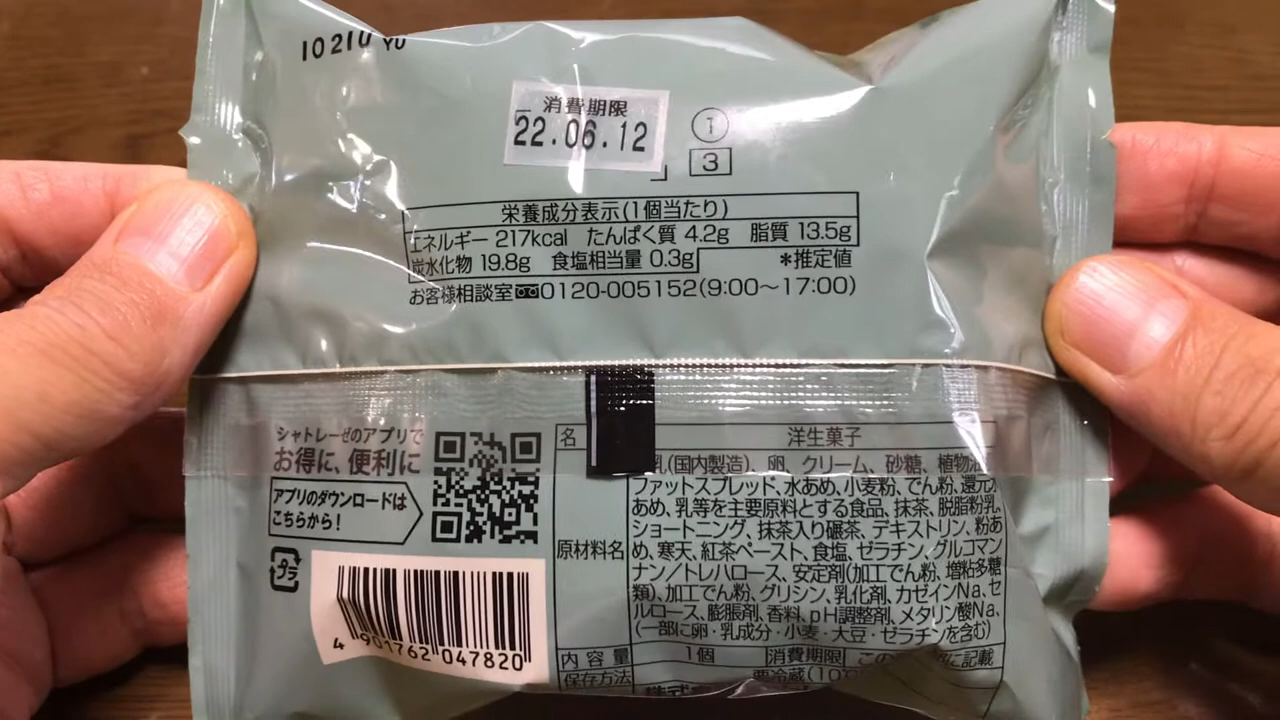 10210 YU
消費期限
22.06.12
1
3
栄養成分表示(1個当たり)
エネルギー 217kcal たんぱく質 4.2g 脂質 13.5g
炭水化物 19.8g 食塩相当量 0.3g *推定値
お客様相談室 0120-005152(9:00〜17:00)
シャトレーゼのアプリで
お得に、便利に
アプリのダウンロードは
こちらから!
プラ
4 901762 047820
名 洋生菓子
原材料名
乳(国内製造)、卵、クリーム、砂糖、植物油
ファットスプレッド、水あめ、小麦粉、でん粉、還元水
あめ、乳等を主要原料とする食品、抹茶、脱脂粉乳、
ショートニング、抹茶入り碾茶、デキストリン、粉あ
め、寒天、紅茶ペースト、食塩、ゼラチン、グルコマン
ナン/トレハロース、安定剤(加工でん粉、増粘多糖
類)、加工でん粉、グリシン、乳化剤、カゼインNa、セ
ルロース、膨脹剤、香料、pH調整剤、メタリン酸Na、
(一部に卵・乳成分・小麦・大豆・ゼラチンを含む)
内容量 1個 消費期限 この 面に記載
保存方法 要冷蔵(10℃
株式